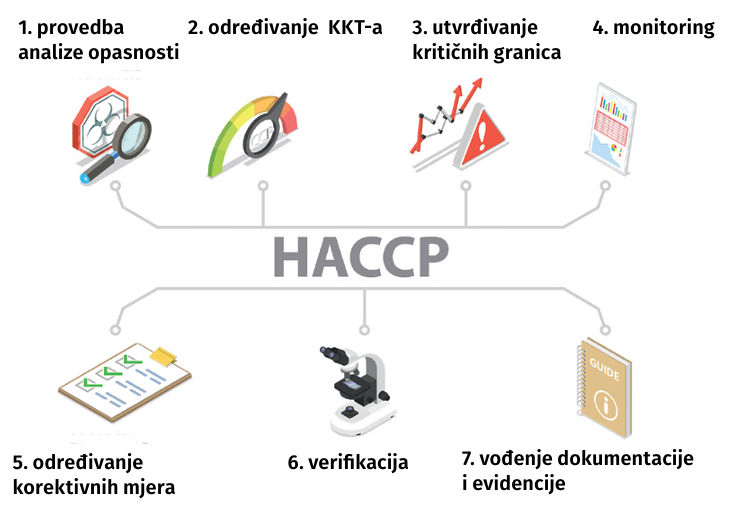 1. provedba
analize opasnosti
2. određivanje KKT-a
3. utvrđivanje
kritičnih granica
4. monitoring
HACCP
GUIDE
5. određivanje
korektivnih mjera
6. verifikacija
7. vođenje dokumentacije
i evidencije